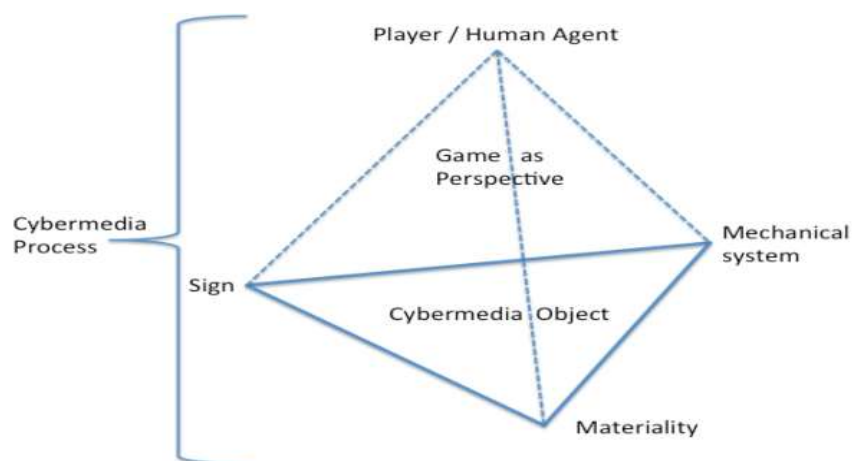 Player / Human Agent
Game as
Perspective
Cybermedia
Process
Mechanical
system
Sign
Cybermedia Object
Materiality